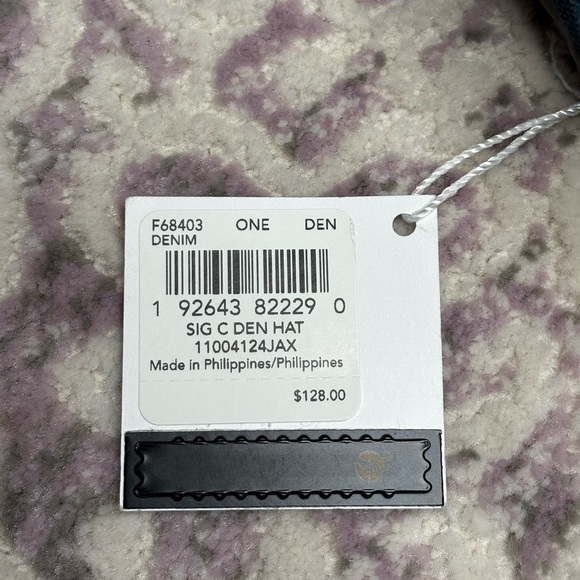 F68403 ONE DEN
DENIM
1 92643 82229 0
SIG C DEN HAT
11004124JAX
Made in Philippines/Philippines
$128.00